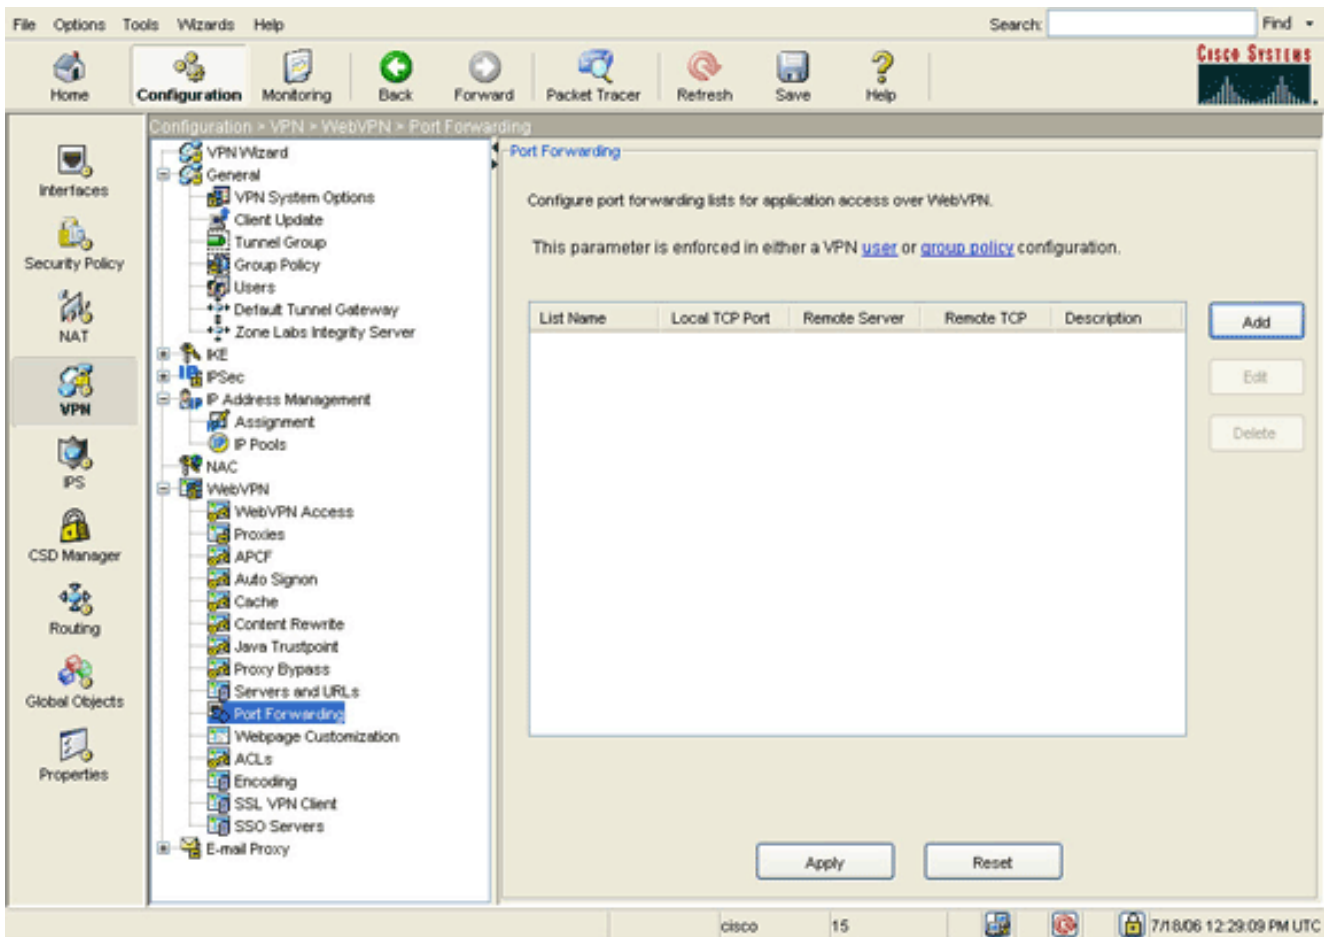 File Options Tools Wizards Help Search: Find
Home Configuration Monitoring Back Forward Packet Tracer Refresh Save Help
CISCO SYSTEMS
Configuration > VPN > WebVPN > Port Forwarding
Interfaces
Security Policy
NAT
VPN
IPS
CSD Manager
Routing
Global Objects
Properties
VPN Wizard
General
VPN System Options
Client Update
Tunnel Group
Group Policy
Users
Default Tunnel Gateway
Zone Labs Integrity Server
IKE
IPSec
IP Address Management
Assignment
IP Pools
NAC
WebVPN
WebVPN Access
Proxies
APCF
Auto Signon
Cache
Content Rewrite
Java Trustpoint
Proxy Bypass
Servers and URLs
Port Forwarding
Webpage Customization
ACLs
Encoding
SSL VPN Client
SSO Servers
E-mail Proxy
Port Forwarding
Configure port forwarding lists for application access over WebVPN.
This parameter is enforced in either a VPN user or group policy configuration.
List Name Local TCP Port Remote Server Remote TCP Description
Add
Edit
Delete
Apply Reset
cisco 15 7/18/06 12:29:09 PM UTC